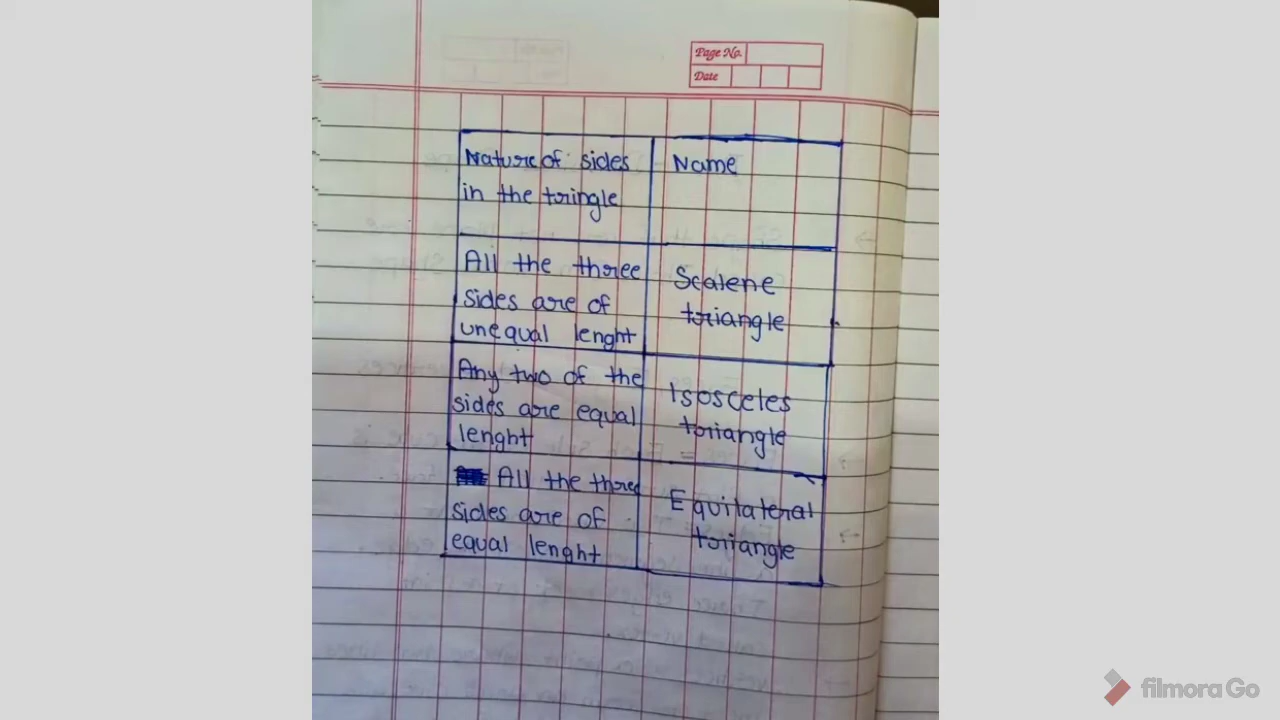 Page No.
Date
Nature of sides
in the tringle
Name
All the three
sides are of
unequal lenght
Scalene
triangle
Any two of the
sides are equal
lenght
Isosceles
triangle
All the three
sides are of
equal lenght
Equilateral
triangle
filmora Go